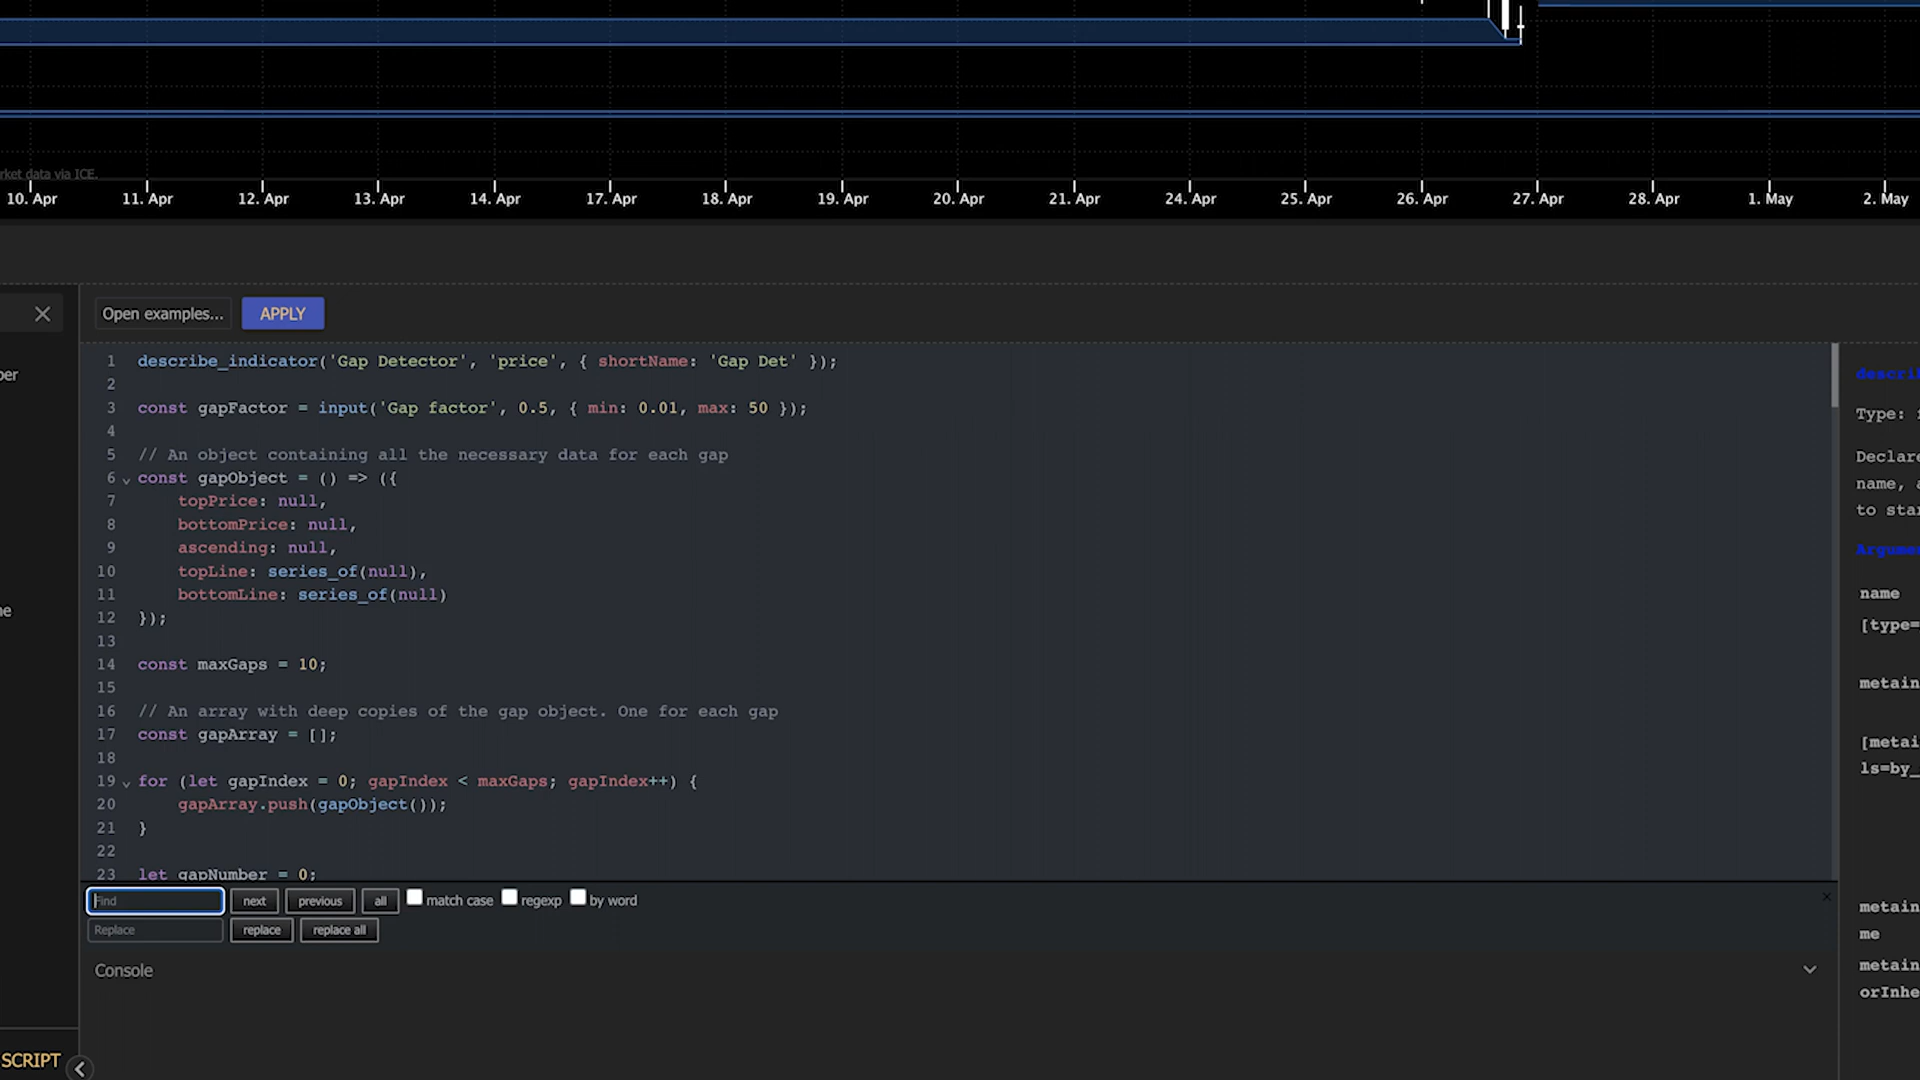 rket data via ICE.
10. Apr 11. Apr 12. Apr 13. Apr 14. Apr 17. Apr 18. Apr 19. Apr 20. Apr 21. Apr 24. Apr 25. Apr 26. Apr 27. Apr 28. Apr 1. May 2. May
Open examples... APPLY
1 describe_indicator('Gap Detector', 'price', { shortName: 'Gap Det' });
2
3 const gapFactor = input('Gap factor', 0.5, { min: 0.01, max: 50 });
4
5 // An object containing all the necessary data for each gap
6 const gapObject = () => ({
7 topPrice: null,
8 bottomPrice: null,
9 ascending: null,
10 topLine: series_of(null),
11 bottomLine: series_of(null)
12 });
13
14 const maxGaps = 10;
15
16 // An array with deep copies of the gap object. One for each gap
17 const gapArray = [];
18
19 for (let gapIndex = 0; gapIndex < maxGaps; gapIndex++) {
20 gapArray.push(gapObject());
21 }
22
23 let gapNumber = 0;
Find next previous all match case regexp by word
Replace replace replace all
Console
ber
ne
SCRIPT
describ
Type:
Declare
name, a
to star
Argume
name
[type=
metain
[metai
ls=by_
metain
me
metain
orInhe